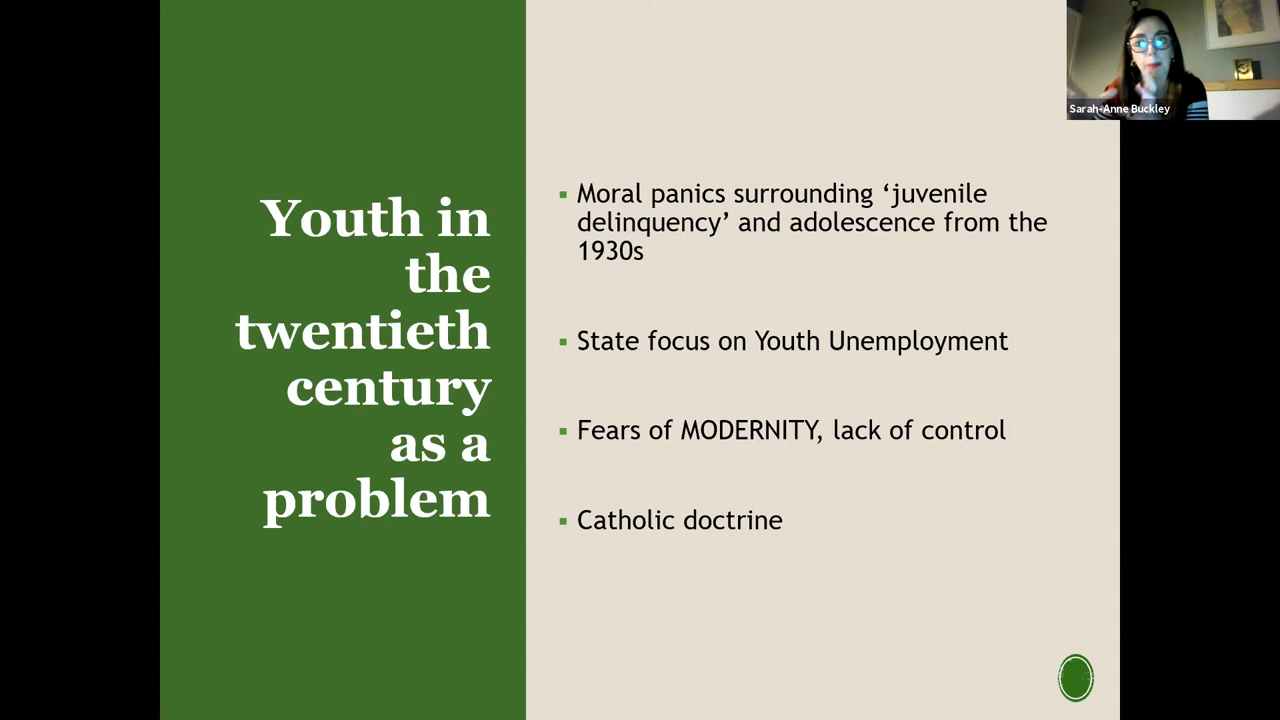 Youth in
the
twentieth
century
as a
problem
Moral panics surrounding ‘juvenile
delinquency’ and adolescence from the
1930s
State focus on Youth Unemployment
Fears of MODERNITY, lack of control
Catholic doctrine
Sarah-Anne Buckley